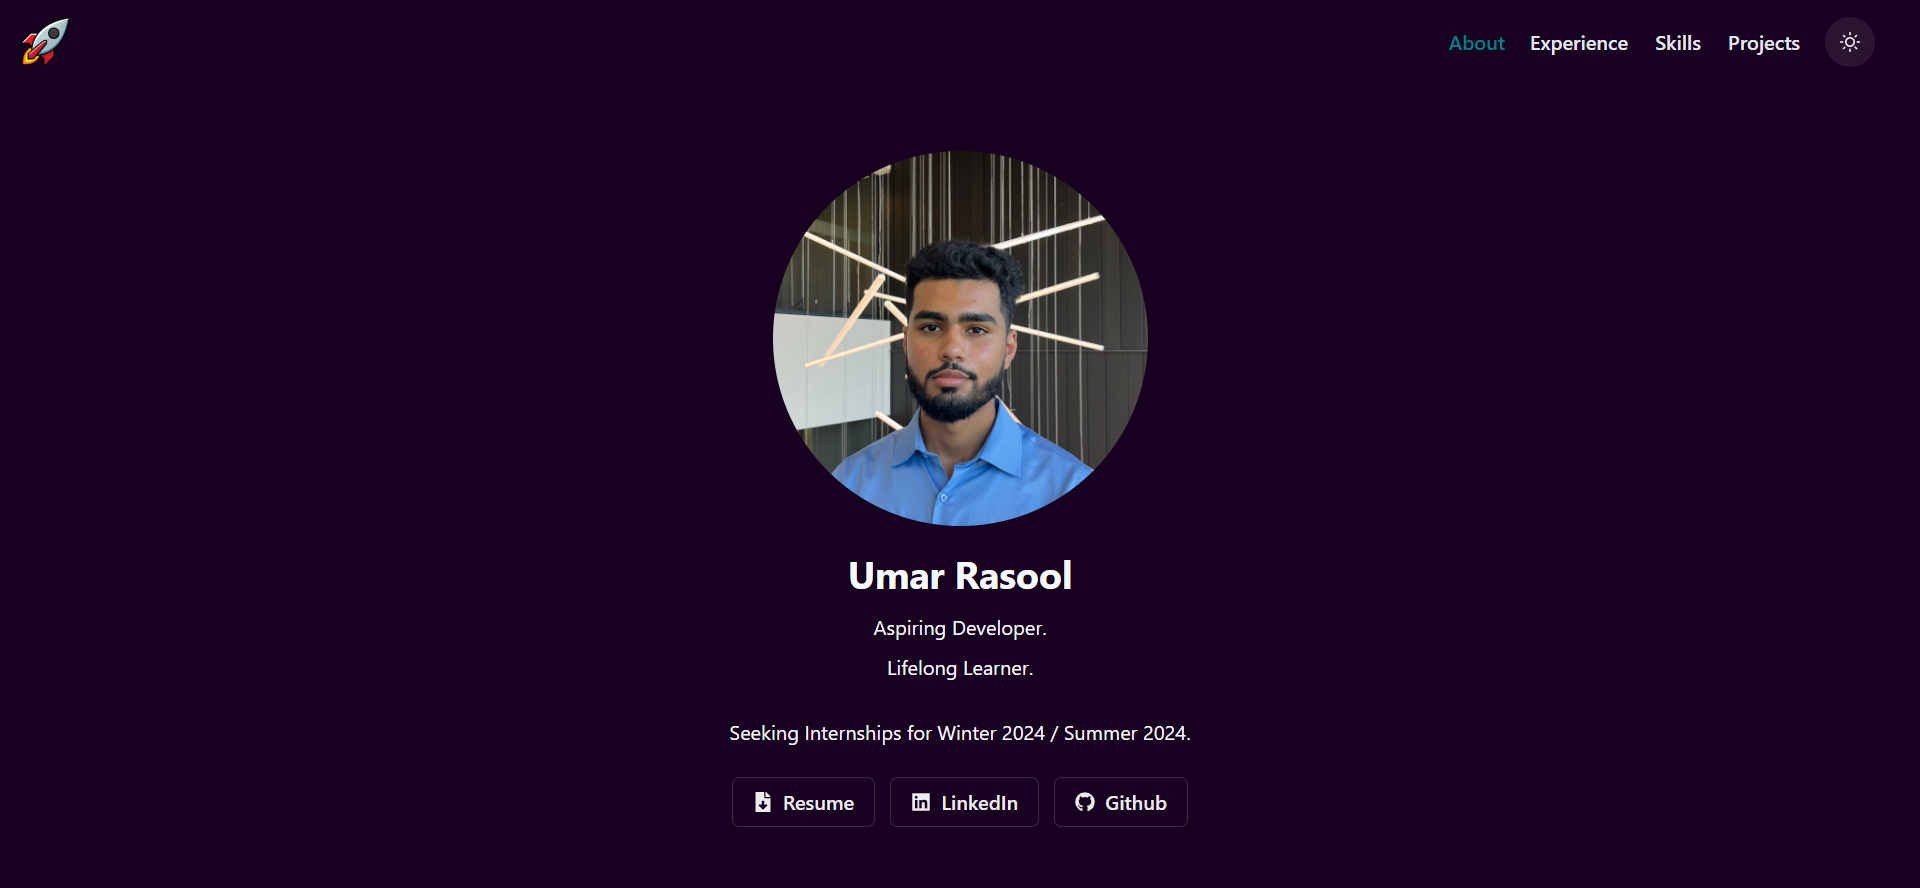 About Experience Skills Projects
Umar Rasool
Aspiring Developer.
Lifelong Learner.
Seeking Internships for Winter 2024 / Summer 2024.
Resume LinkedIn Github